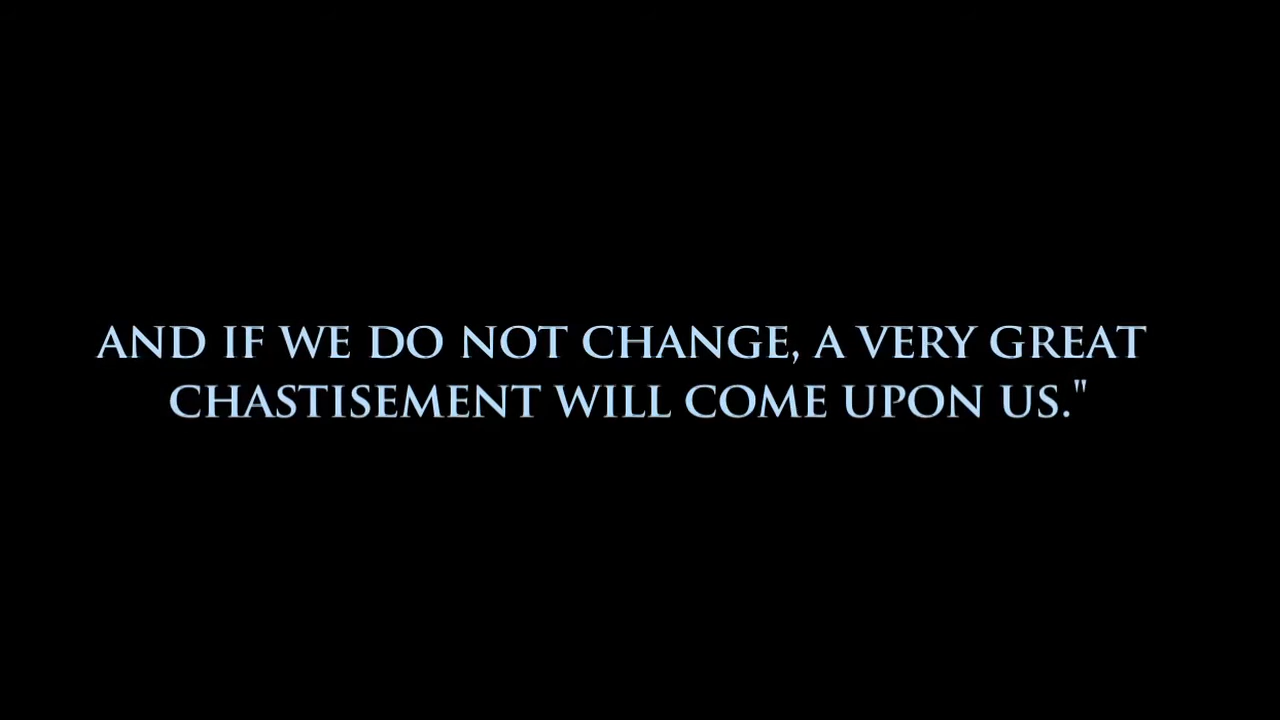 AND IF WE DO NOT CHANGE, A VERY GREAT
CHASTISEMENT WILL COME UPON US."